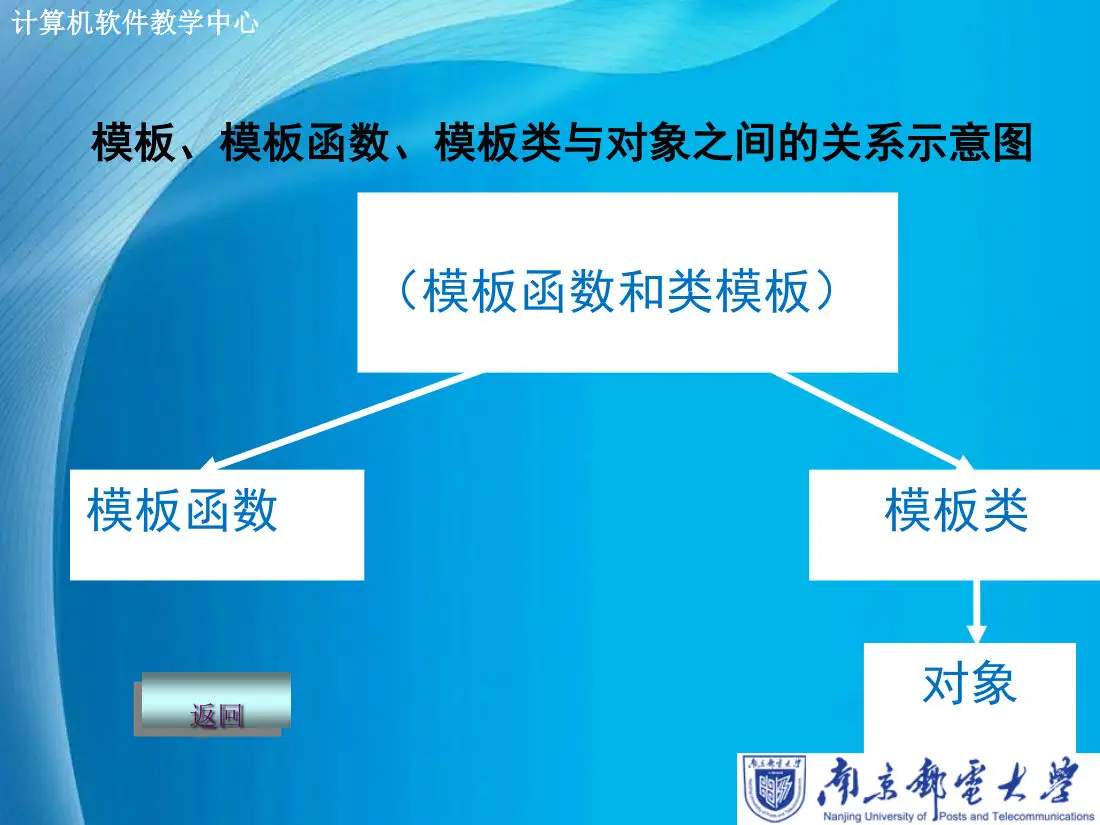 计算机软件教学中心
模板、模板函数、模板类与对象之间的关系示意图
（模板函数和类模板）
模板函数
模板类
对象
返回
南京郵電大学
Nanjing University of Posts and Telecommunications